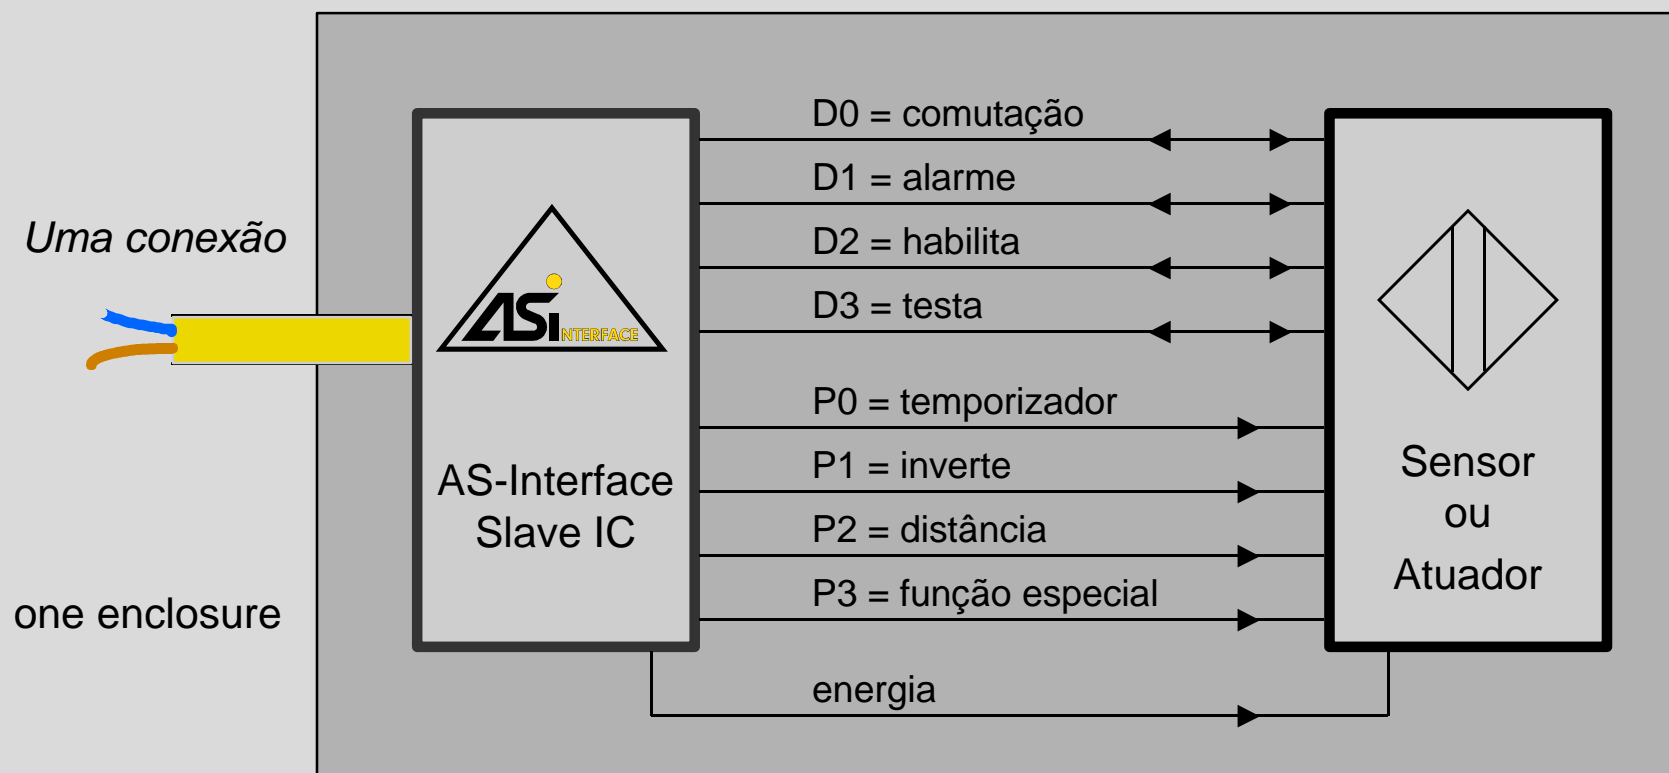 Uma conexão
one enclosure
ASi
NTERFACE
AS-Interface
Slave IC
D0 = comutação
D1 = alarme
D2 = habilita
D3 = testa
P0 = temporizador
P1 = inverte
P2 = distância
P3 = função especial
energia
Sensor
ou
Atuador